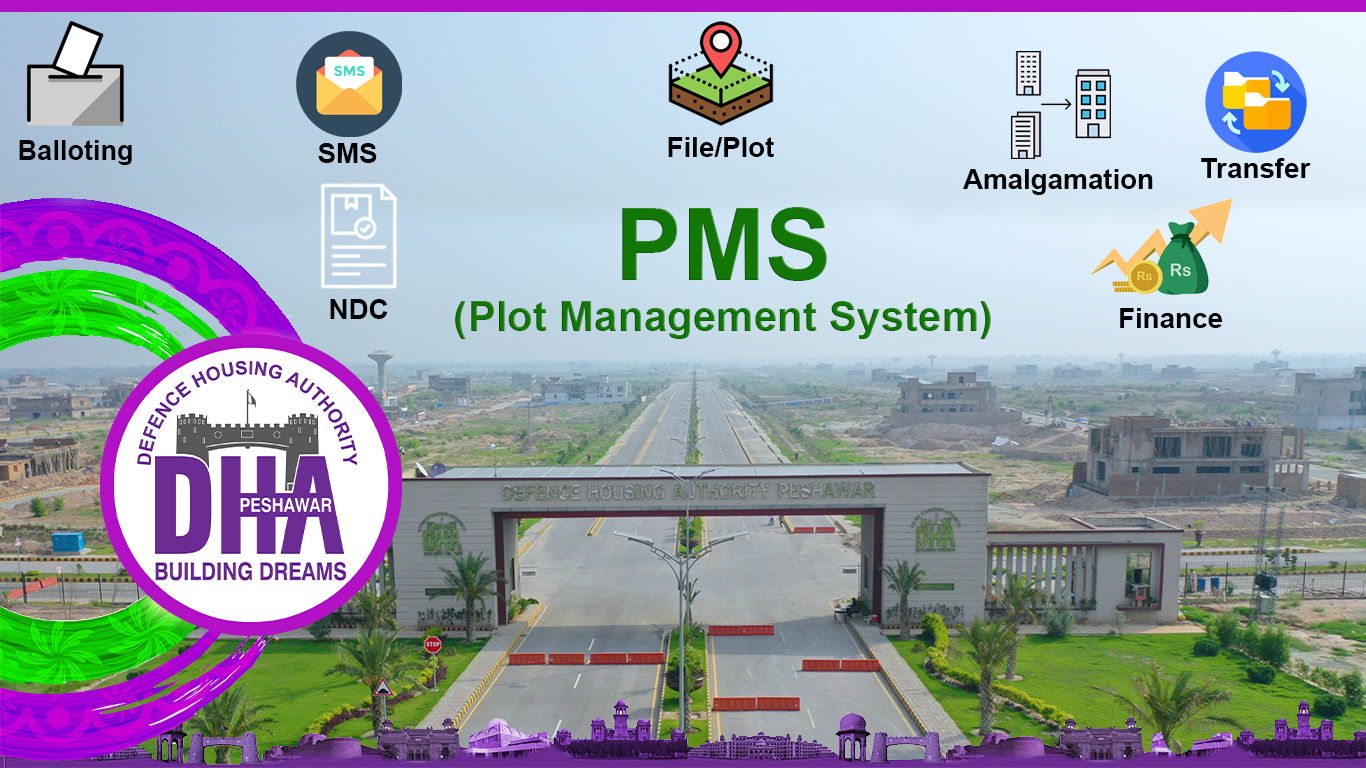 Balloting
SMS
SMS
File/Plot
Amalgamation
Transfer
NDC
PMS
(Plot Management System)
Rs
Rs
Finance
DEFENCE HOUSING AUTHORITY
DHA
PESHAWAR
BUILDING DREAMS
DEFENCE HOUSING AUTHORITY PESHAWAR
DHA
DHA
STOP